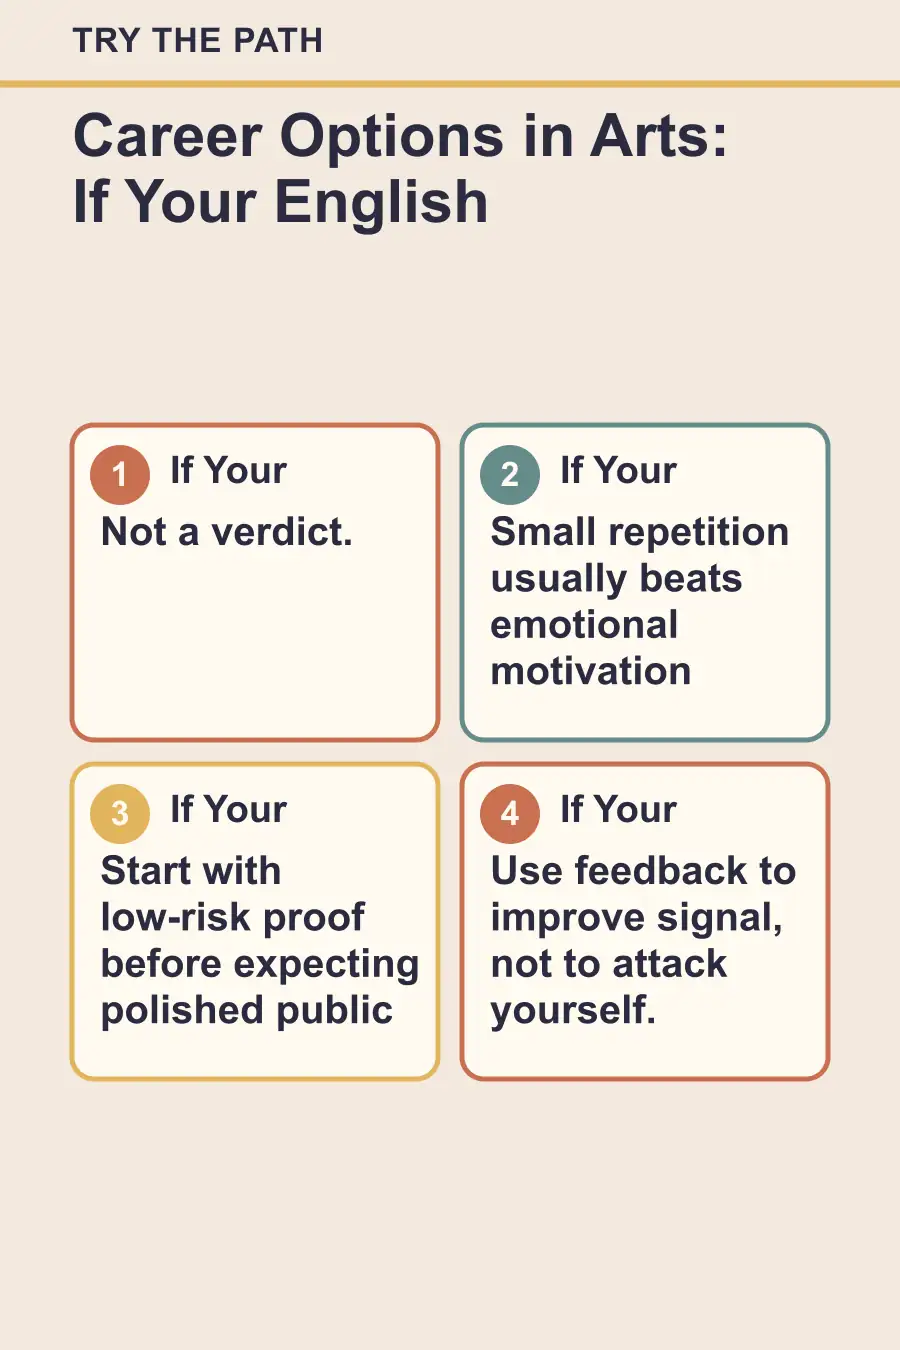 TRY THE PATH
Career Options in Arts:
If Your English
1 If Your
Not a verdict.
2 If Your
Small repetition
usually beats
emotional
motivation
3 If Your
Start with
low-risk proof
before expecting
polished public
4 If Your
Use feedback to
improve signal,
not to attack
yourself.